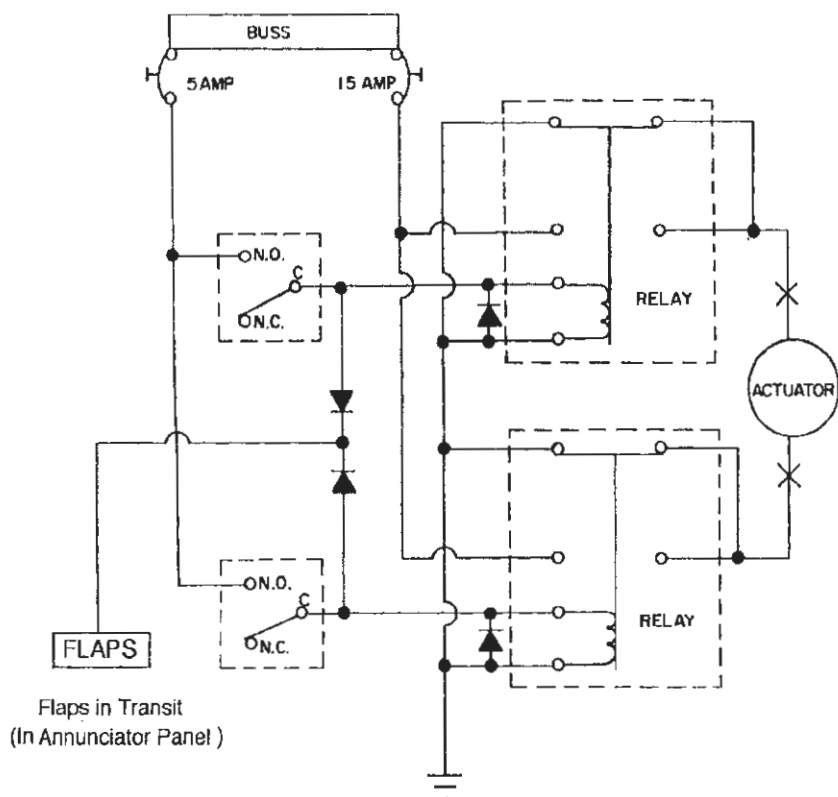 BUSS
5 AMP
15 AMP
N.O.
C
N.C.
RELAY
ACTUATOR
N.O.
C
N.C.
RELAY
FLAPS
Flaps in Transit
(In Annunciator Panel )